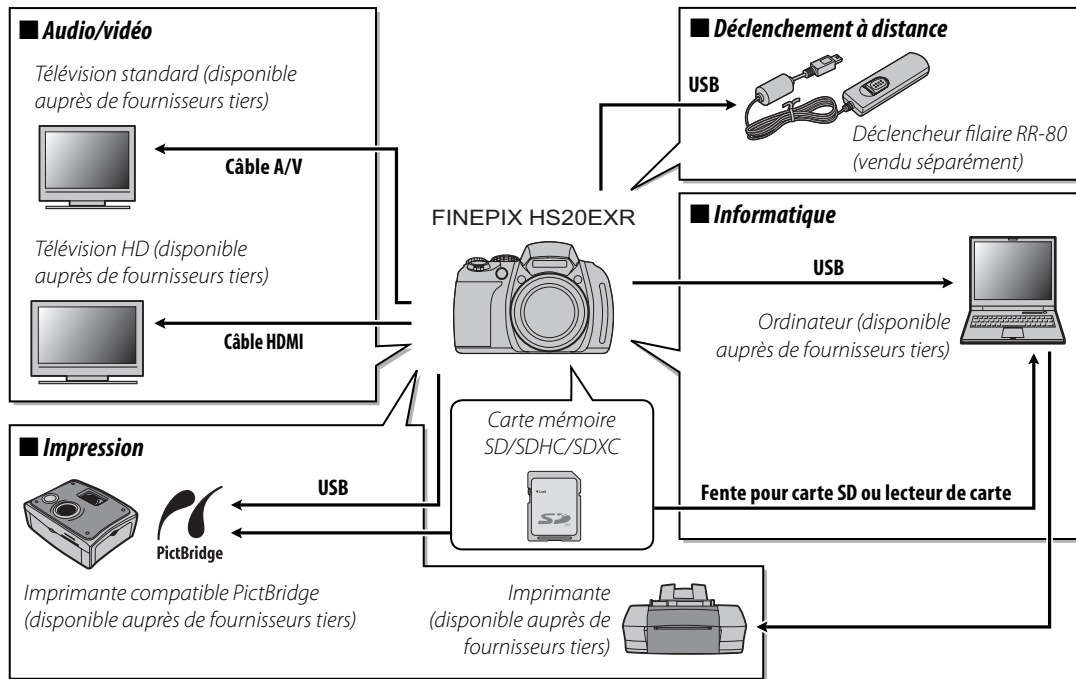 ■ Audio/vidéo
Télévision standard (disponible
auprès de fournisseurs tiers)
Câble A/V
Télévision HD (disponible
auprès de fournisseurs tiers)
Câble HDMI
■ Déclenchement à distance
USB
Déclencheur filaire RR-80
(vendu séparément)
FINEPIX HS20EXR
■ Informatique
USB
Ordinateur (disponible
auprès de fournisseurs tiers)
Carte mémoire
SD/SDHC/SDXC
Fente pour carte SD ou lecteur de carte
■ Impression
USB
PictBridge
Imprimante compatible PictBridge
(disponible auprès de fournisseurs tiers)
Imprimante
(disponible auprès de
fournisseurs tiers)